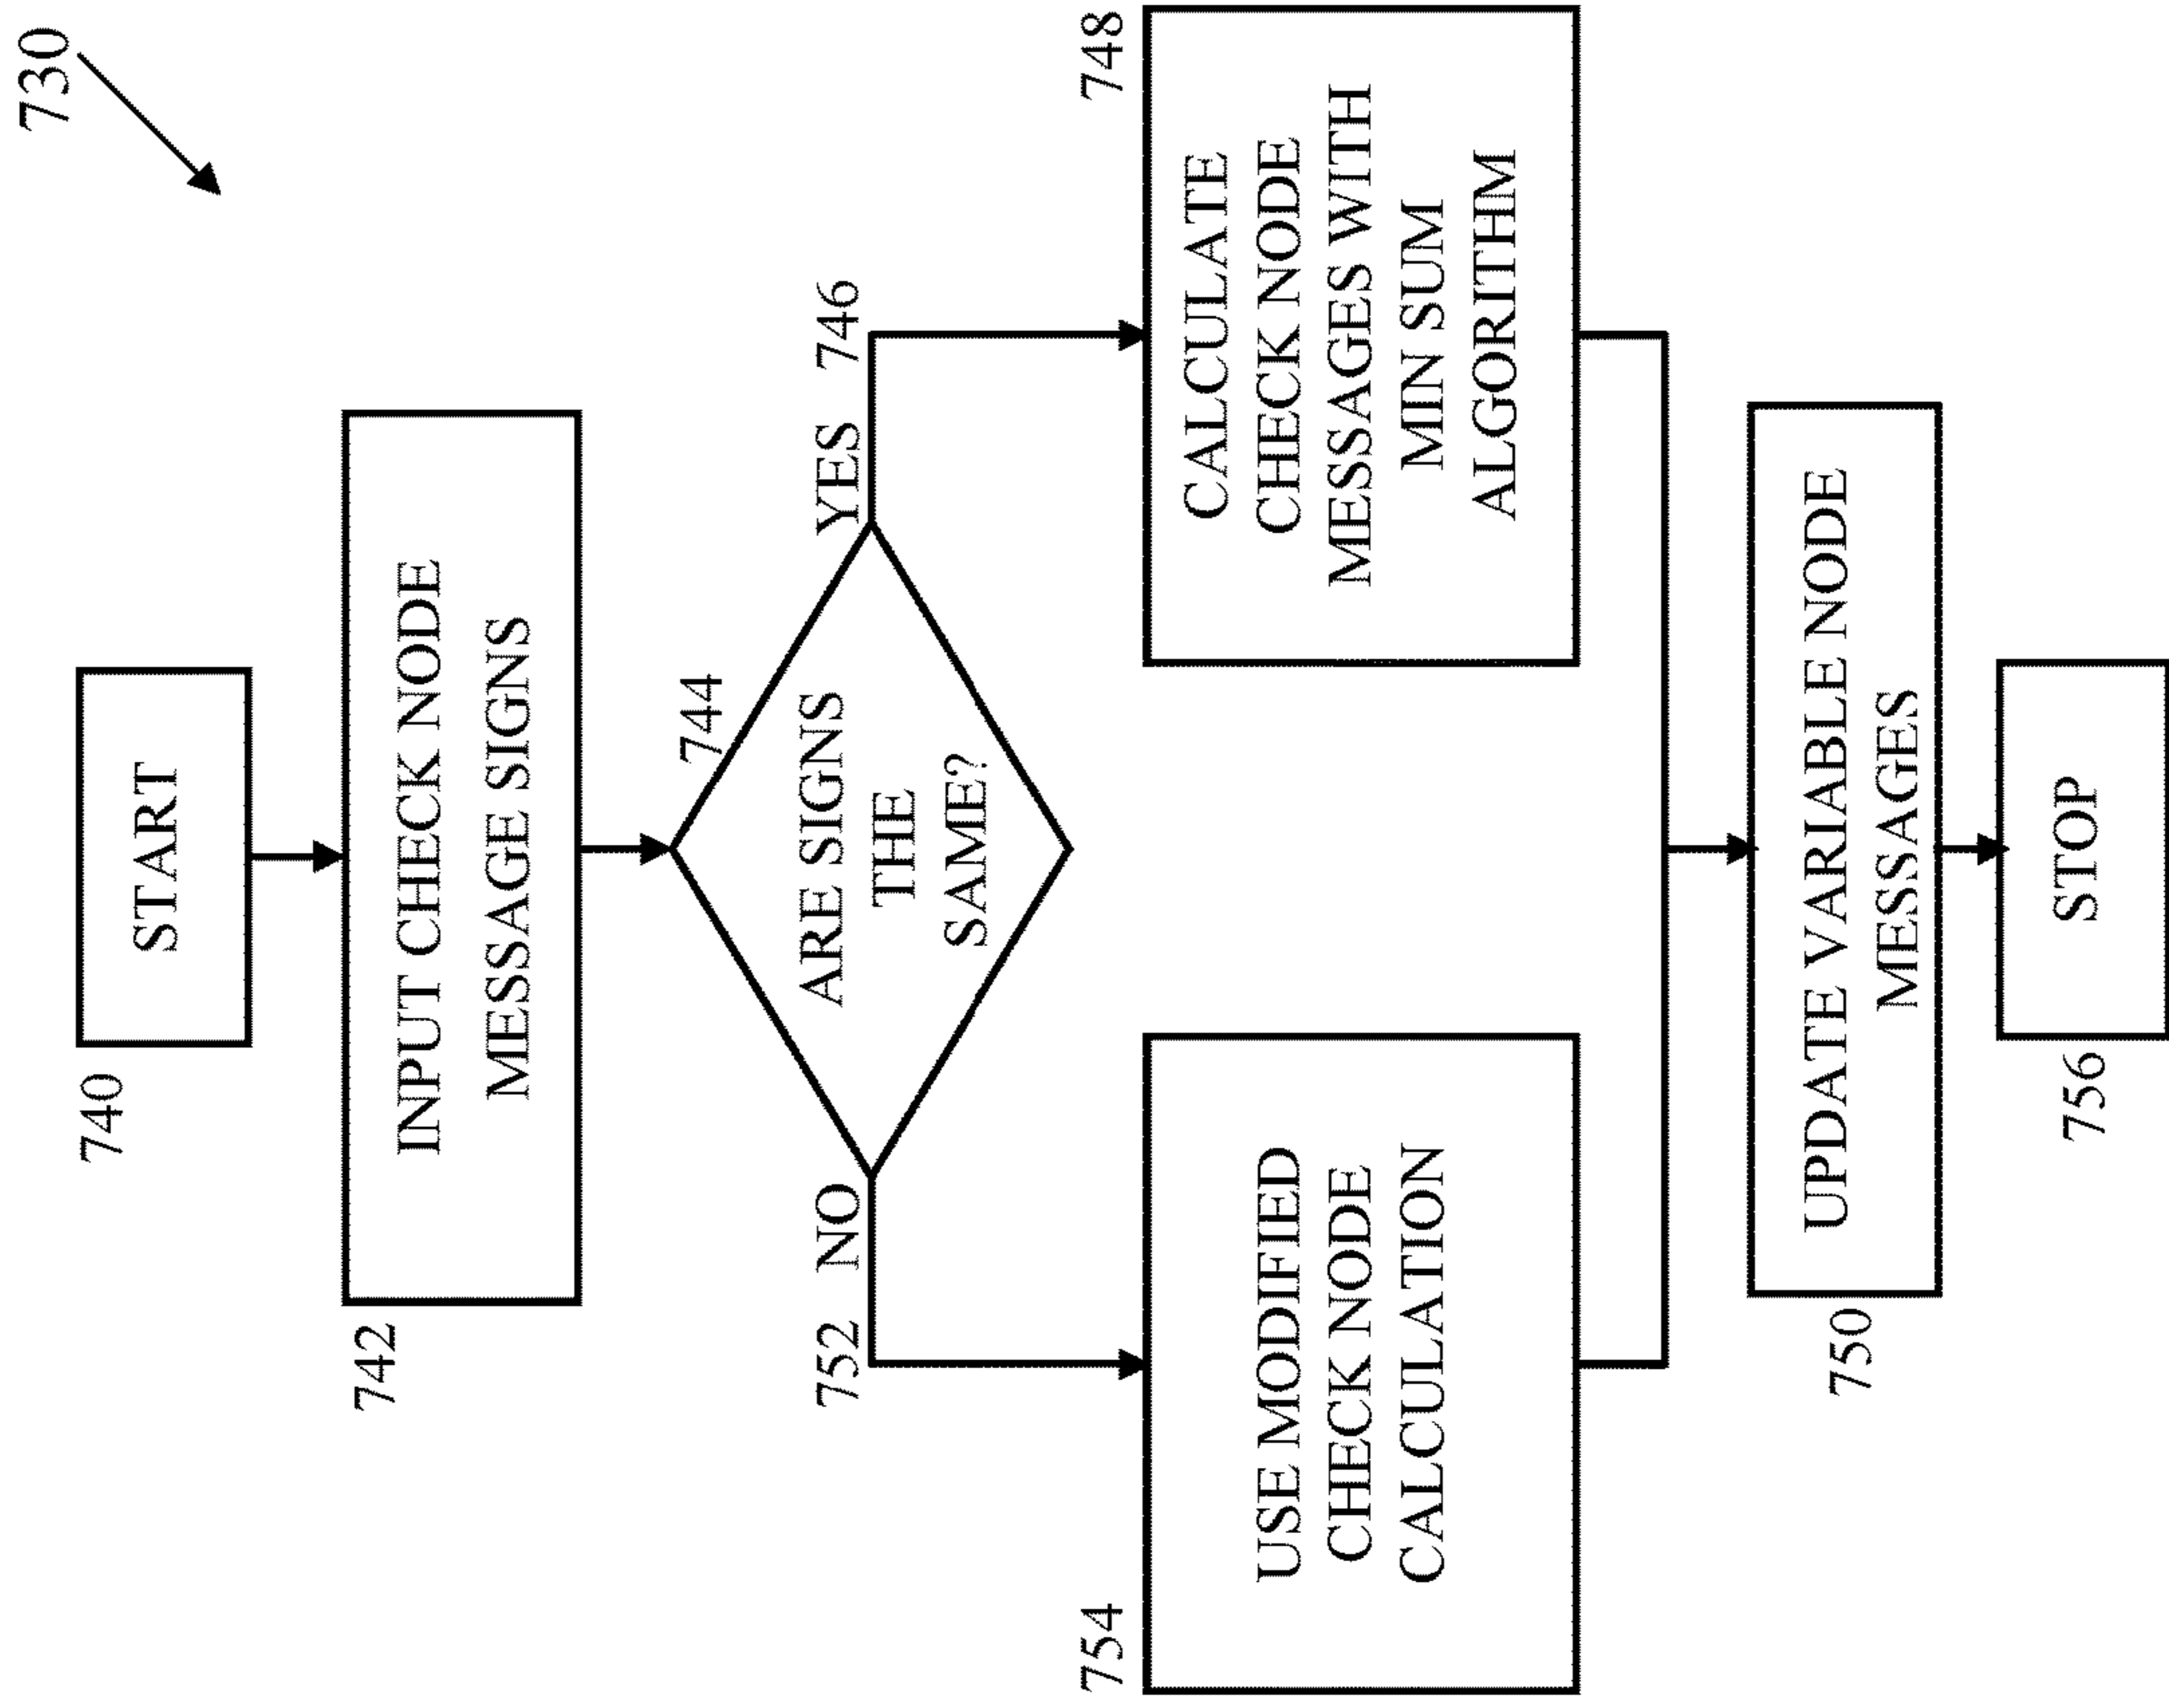 730
740
START
742
INPUT CHECK NODE
MESSAGE SIGNS
744
ARE SIGNS
THE
SAME?
752 NO
YES 746
754
USE MODIFIED
CHECK NODE
CALCULATION
748
CALCULATE
CHECK NODE
MESSAGES WITH
MIN SUM
ALGORITHM
750
UPDATE VARIABLE NODE
MESSAGES
756
STOP